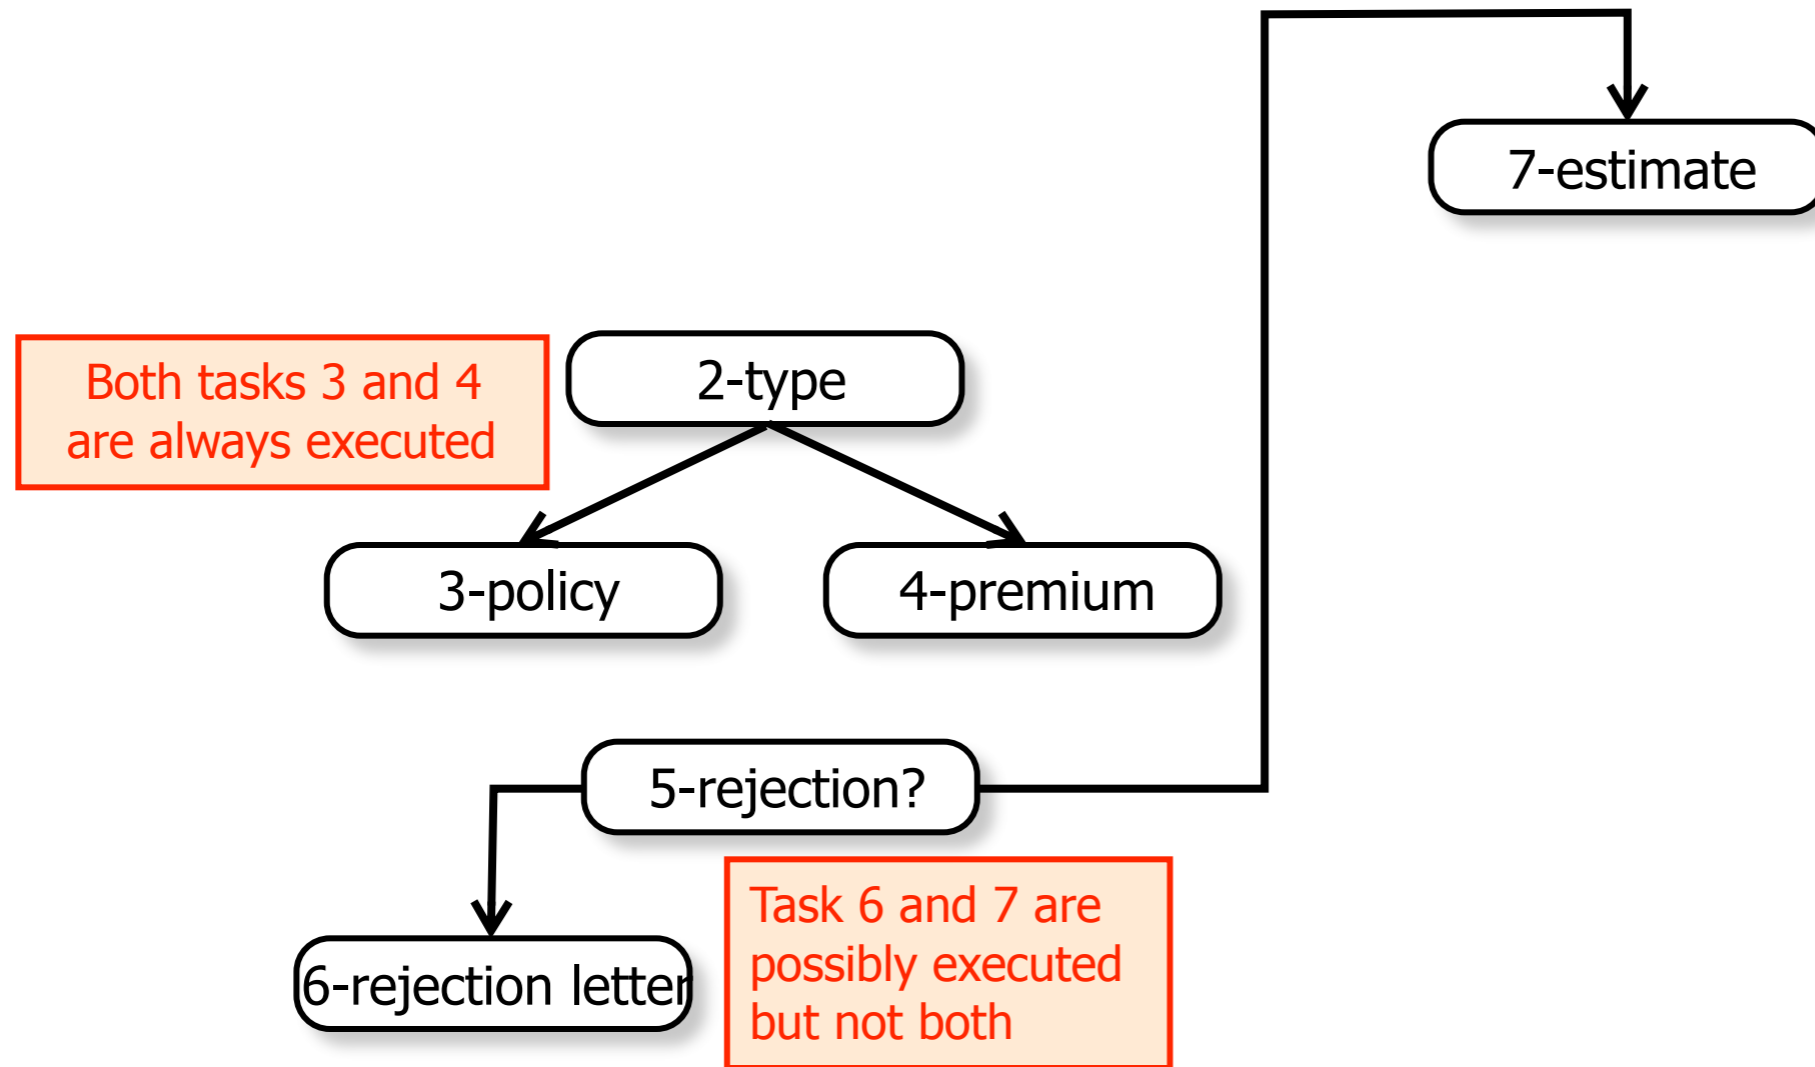 7-estimate
Both tasks 3 and 4
are always executed
2-type
3-policy
4-premium
5-rejection?
6-rejection letter
Task 6 and 7 are
possibly executed
but not both